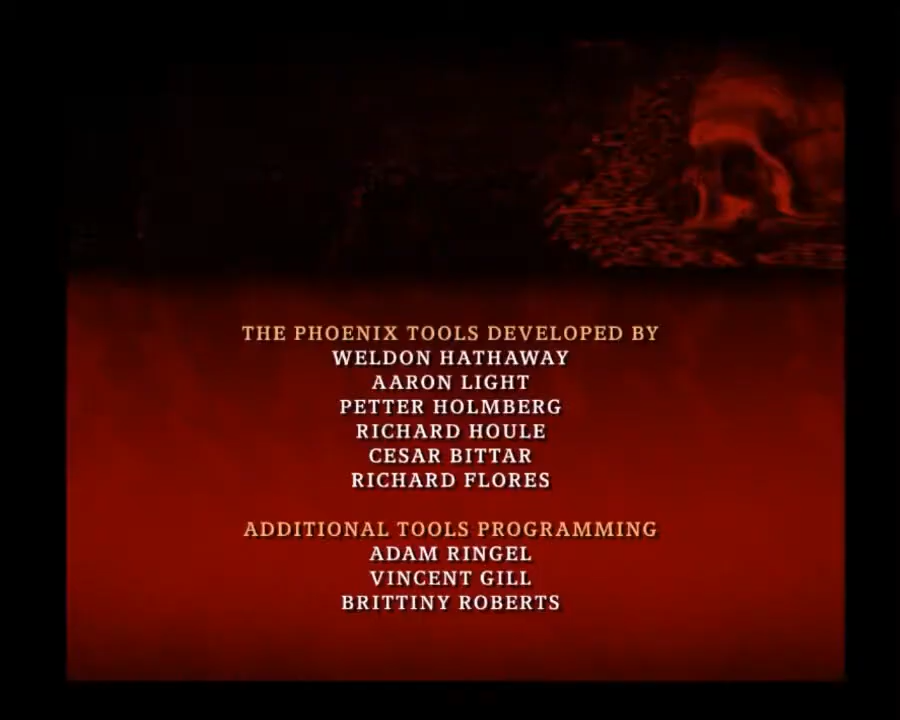 THE PHOENIX TOOLS DEVELOPED BY
WELDON HATHAWAY
AARON LIGHT
PETTER HOLMBERG
RICHARD HOULE
CESAR BITTAR
RICHARD FLORES
ADDITIONAL TOOLS PROGRAMMING
ADAM RINGEL
VINCENT GILL
BRITTINY ROBERTS